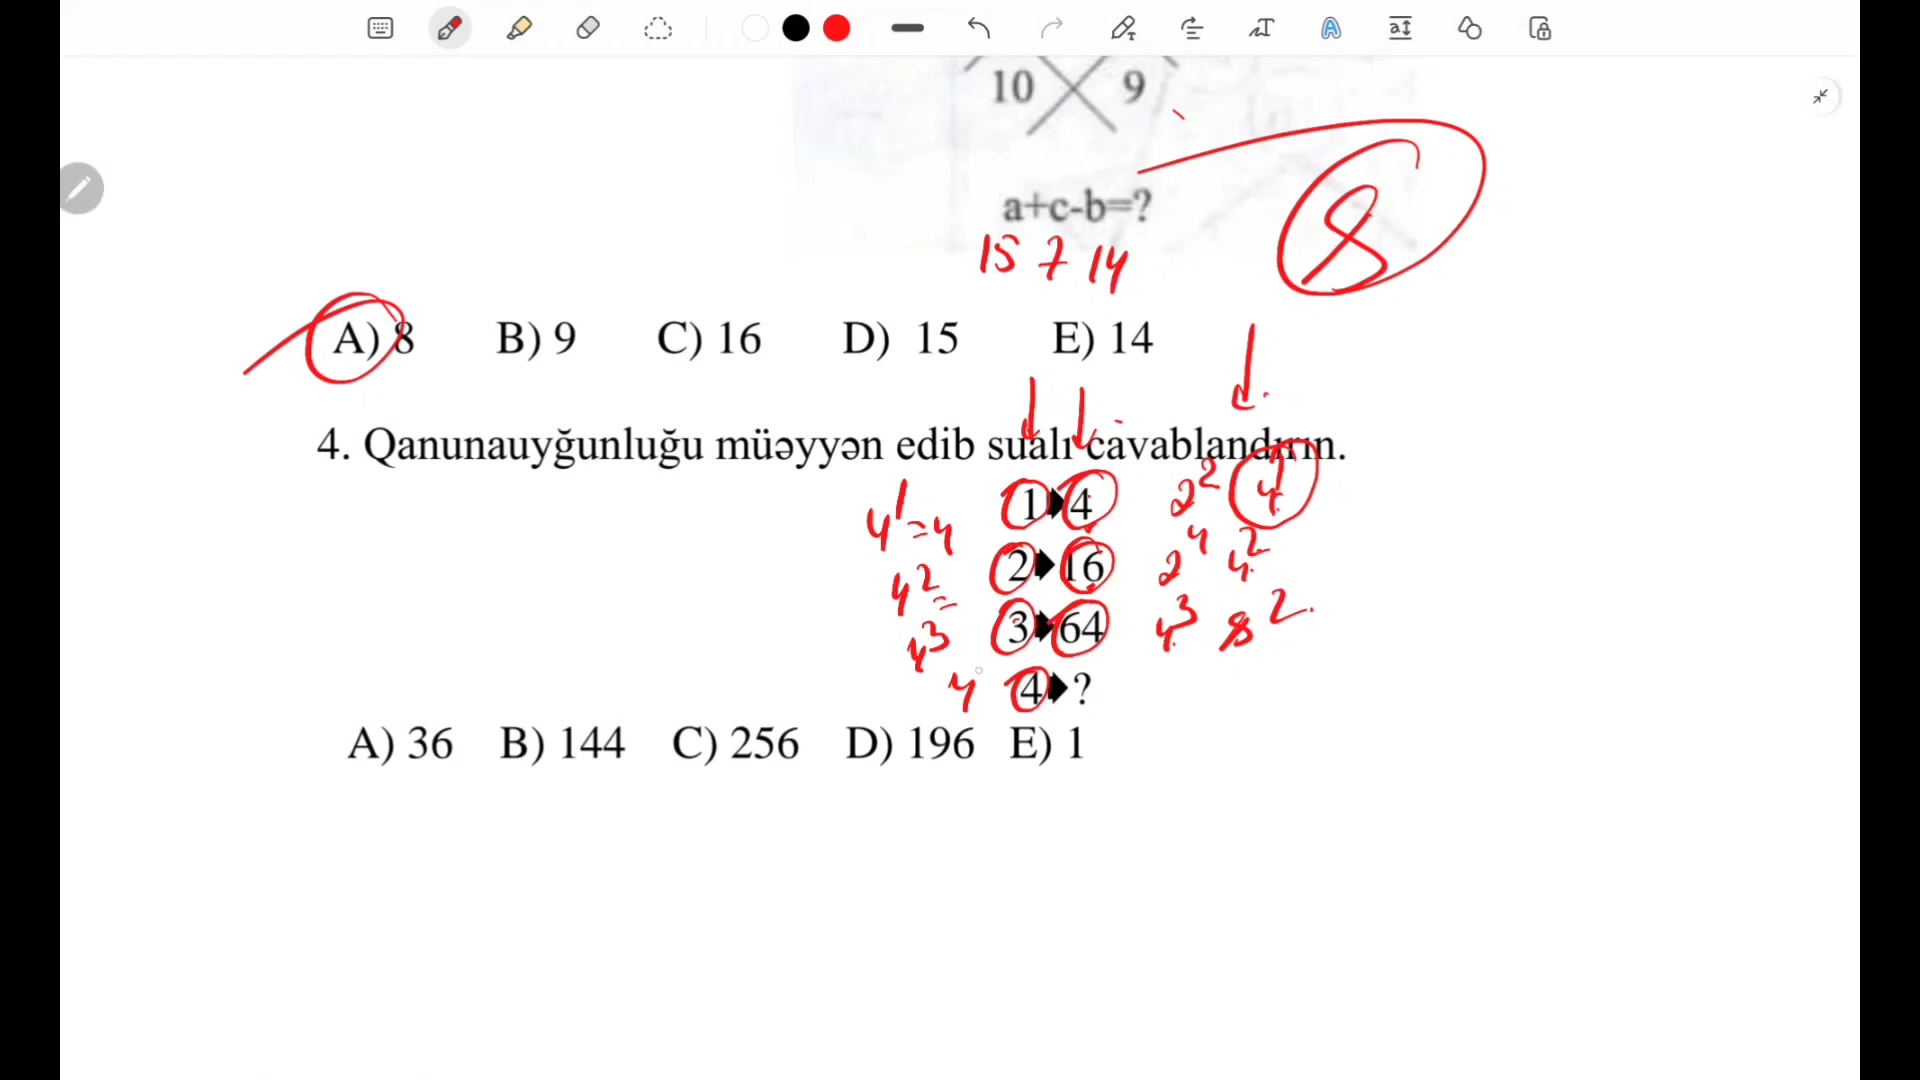 10 9
a+c-b=?
15 7 14
8
A) 8 B) 9 C) 16 D) 15 E) 14
4. Qanunauyğunluğu müəyyən edib sualı cavablandırın.
4¹=4 1➧4 2² 4¹
4²= 2➧16 2⁴ 4²
4³ 3➧64 4³ 8²
4 4➧?
A) 36 B) 144 C) 256 D) 196 E) 1